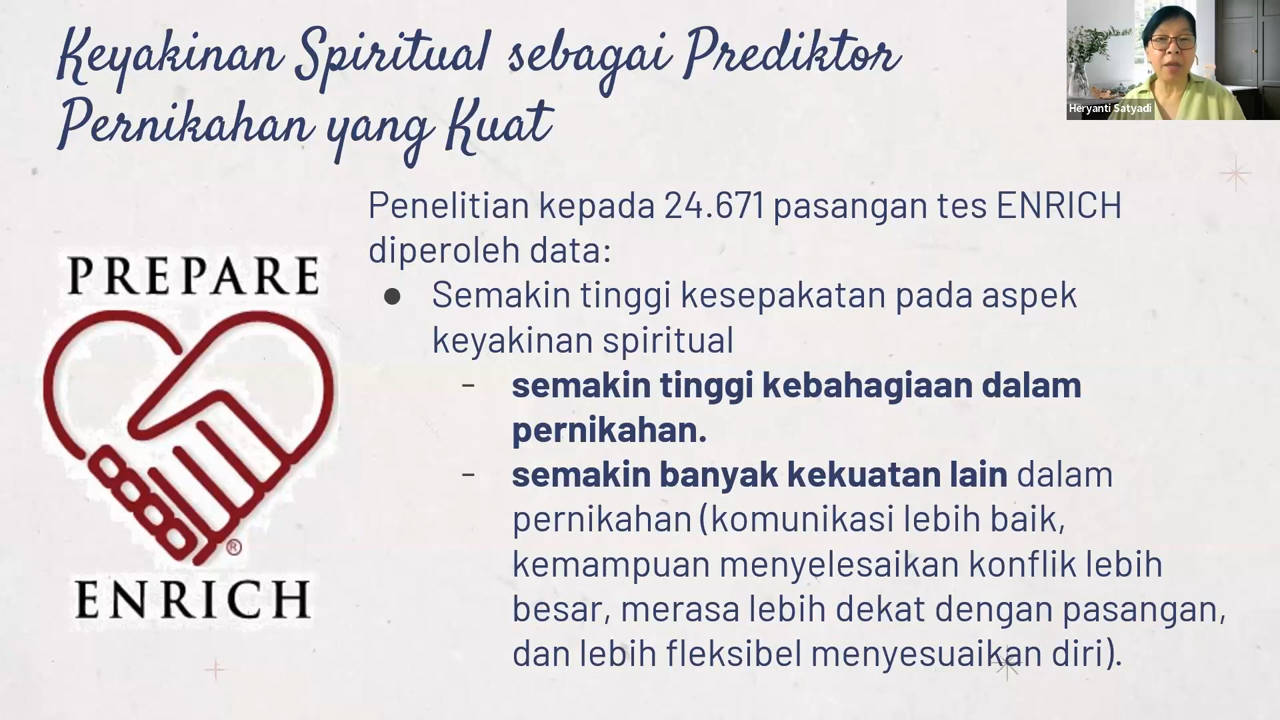 Keyakinan Spiritual sebagai Prediktor
Pernikahan yang Kuat
Heryanti Satyadi
Penelitian kepada 24.671 pasangan tes ENRICH
diperoleh data:
● Semakin tinggi kesepakatan pada aspek
keyakinan spiritual
- semakin tinggi kebahagiaan dalam
pernikahan.
- semakin banyak kekuatan lain dalam
pernikahan (komunikasi lebih baik,
kemampuan menyelesaikan konflik lebih
besar, merasa lebih dekat dengan pasangan,
dan lebih fleksibel menyesuaikan diri).
PREPARE
®
ENRICH